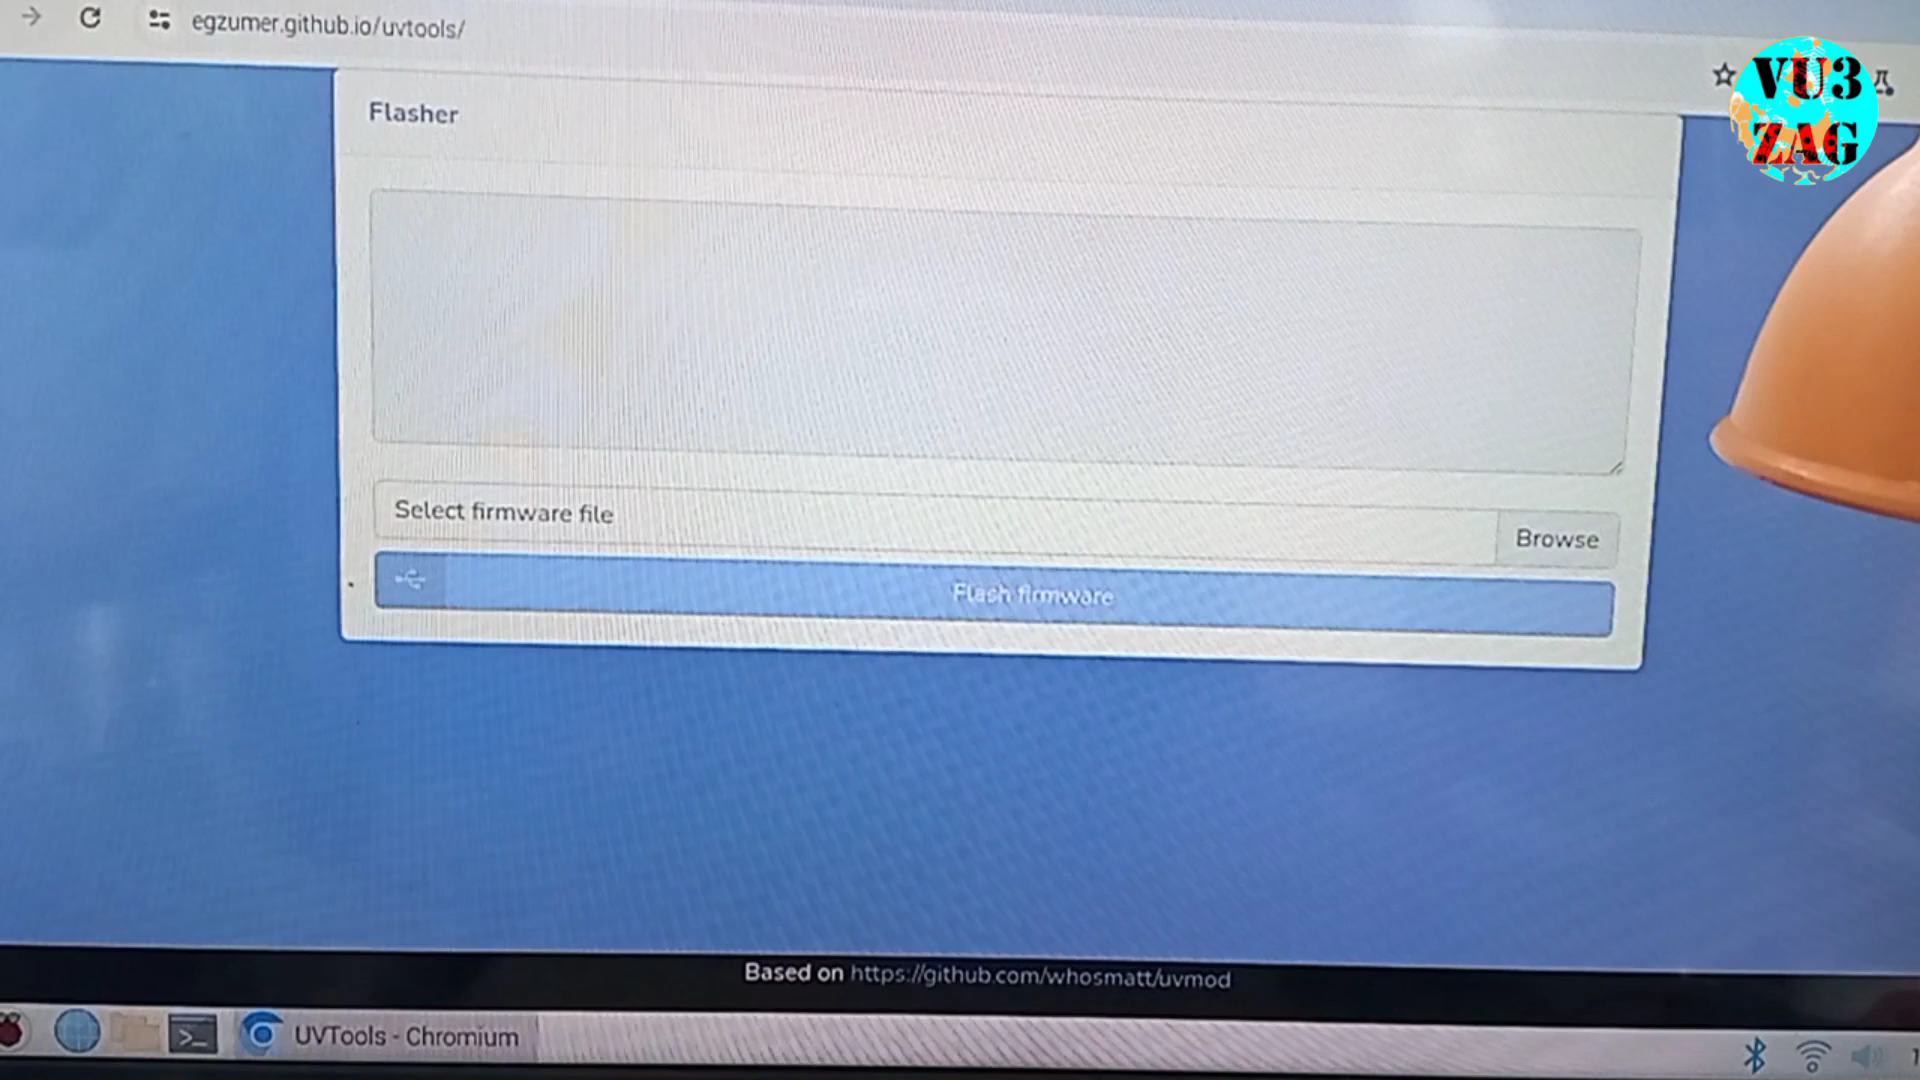 egzumer.github.io/uvtools/
VU3
ZAG
Flasher
Select firmware file
Browse
Flash firmware
Based on https://github.com/whosmatt/uvmod
UVTools - Chromium